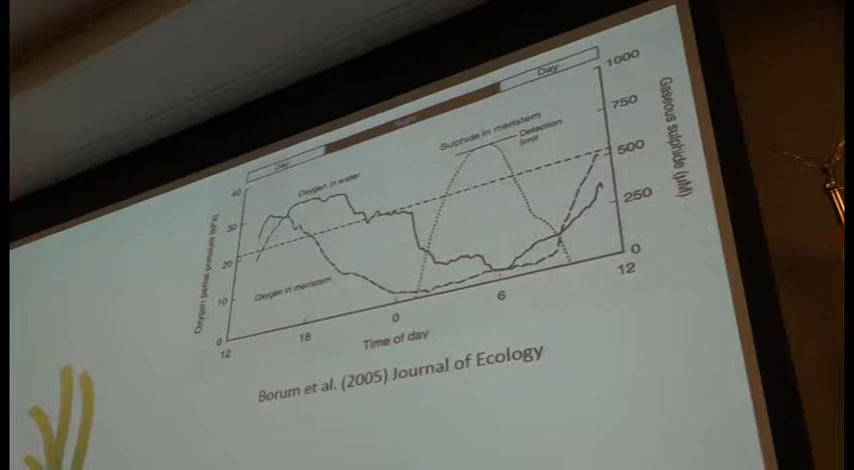 Day
Night
Day
40
30
20
10
0
Oxygen partial pressure (kPa)
Oxygen in water
Oxygen in meristem
Sulphide in meristem
Detection
limit
1000
750
500
250
0
Gaseous sulphide (µM)
12
18
0
6
12
Time of day
Borum et al. (2005) Journal of Ecology